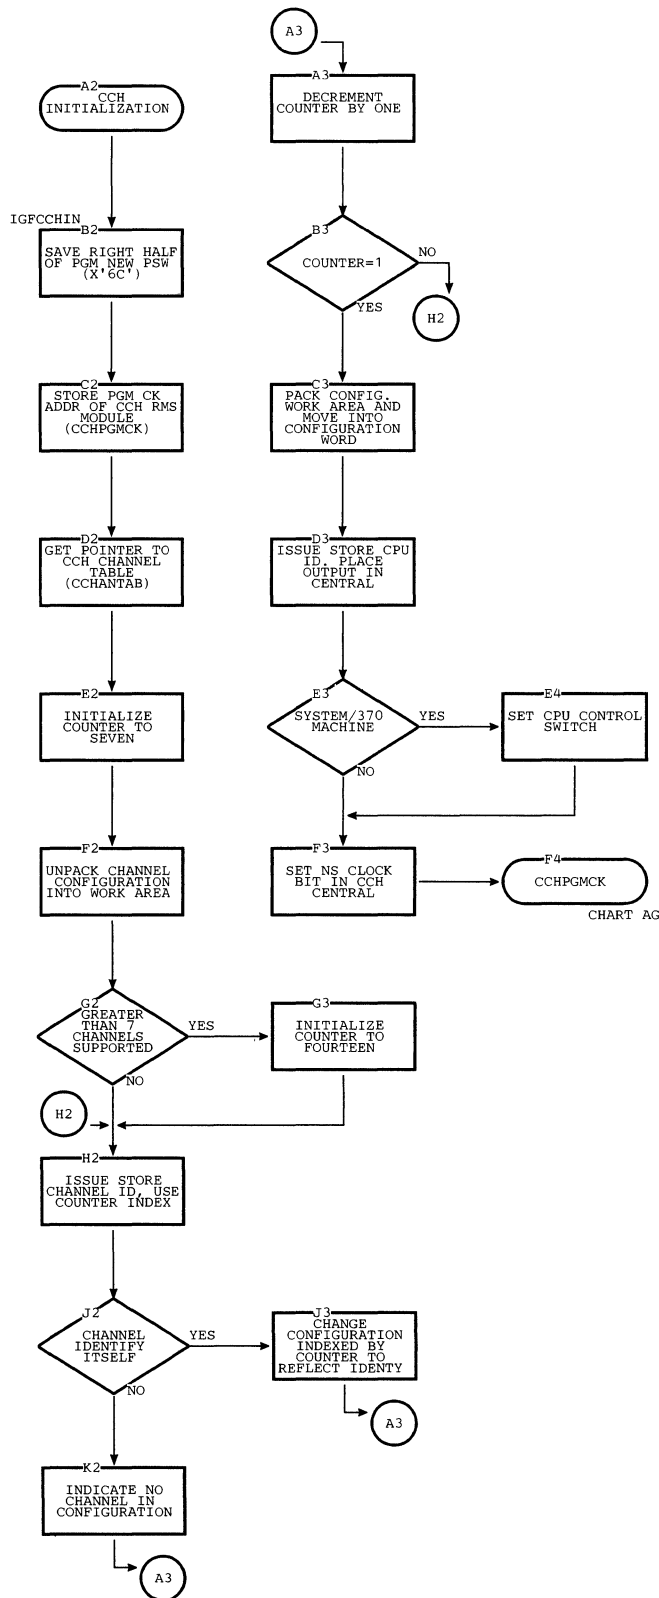 A2
CCH
INITIALIZATION
IGFCCHIN
B2
SAVE RIGHT HALF
OF PGM NEW PSW
(X'6C')
C2
STORE PGM CK
ADDR OF CCH RMS
MODULE
(CCHPGMCK)
D2
GET POINTER TO
CCH CHANNEL
TABLE
(CCHANTAB)
E2
INITIALIZE
COUNTER TO
SEVEN
F2
UNPACK CHANNEL
CONFIGURATION
INTO WORK AREA
G2
GREATER
THAN 7
CHANNELS
SUPPORTED
YES
NO
G3
INITIALIZE
COUNTER TO
FOURTEEN
H2
H2
ISSUE STORE
CHANNEL ID, USE
COUNTER INDEX
J2
CHANNEL
IDENTIFY
ITSELF
YES
NO
J3
CHANGE
CONFIGURATION
INDEXED BY
COUNTER TO
REFLECT IDENTY
A3
K2
INDICATE NO
CHANNEL IN
CONFIGURATION
A3
A3
A3
DECREMENT
COUNTER BY ONE
B3
COUNTER=1
NO
YES
H2
C3
PACK CONFIG.
WORK AREA AND
MOVE INTO
CONFIGURATION
WORD
D3
ISSUE STORE CPU
ID. PLACE
OUTPUT IN
CENTRAL
E3
SYSTEM/370
MACHINE
YES
NO
E4
SET CPU CONTROL
SWITCH
F3
SET NS CLOCK
BIT IN CCH
CENTRAL
F4
CCHPGMCK
CHART AG